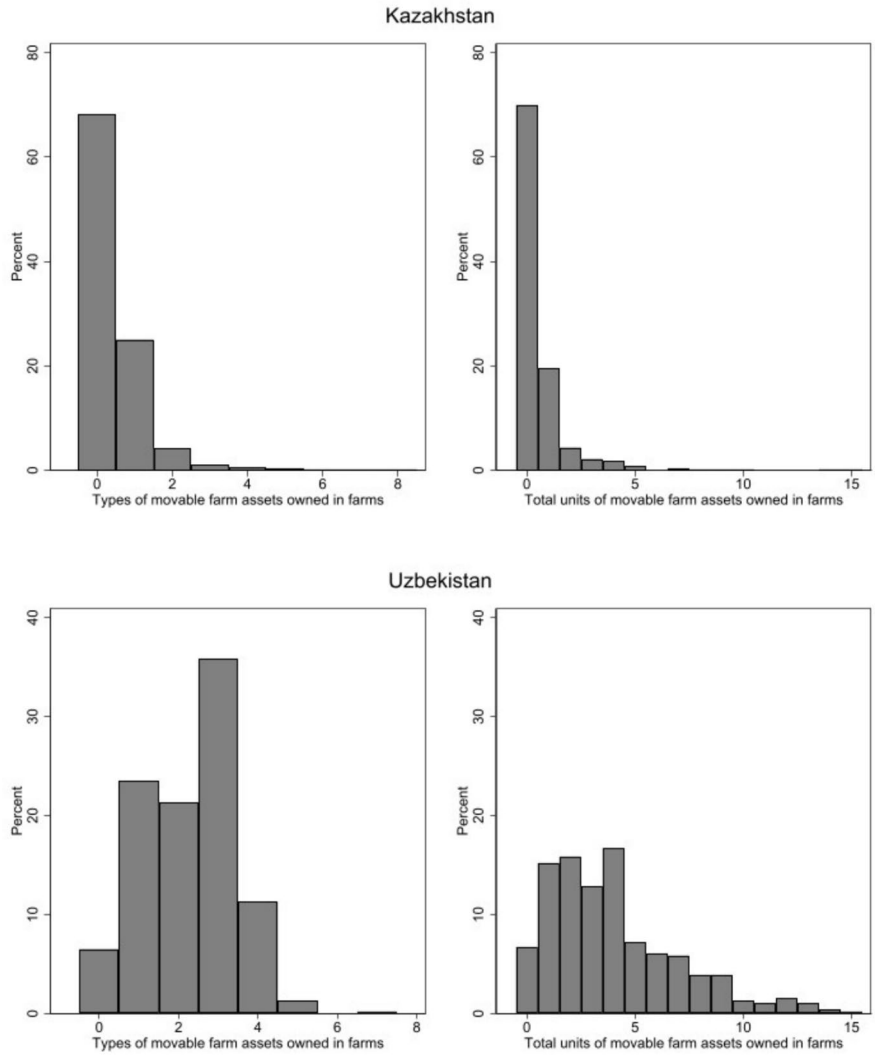 Kazakhstan
Percent
0 20 40 60 80
0 2 4 6 8
Types of movable farm assets owned in farms
Percent
0 20 40 60 80
0 5 10 15
Total units of movable farm assets owned in farms
Uzbekistan
Percent
0 10 20 30 40
0 2 4 6 8
Types of movable farm assets owned in farms
Percent
0 10 20 30 40
0 5 10 15
Total units of movable farm assets owned in farms